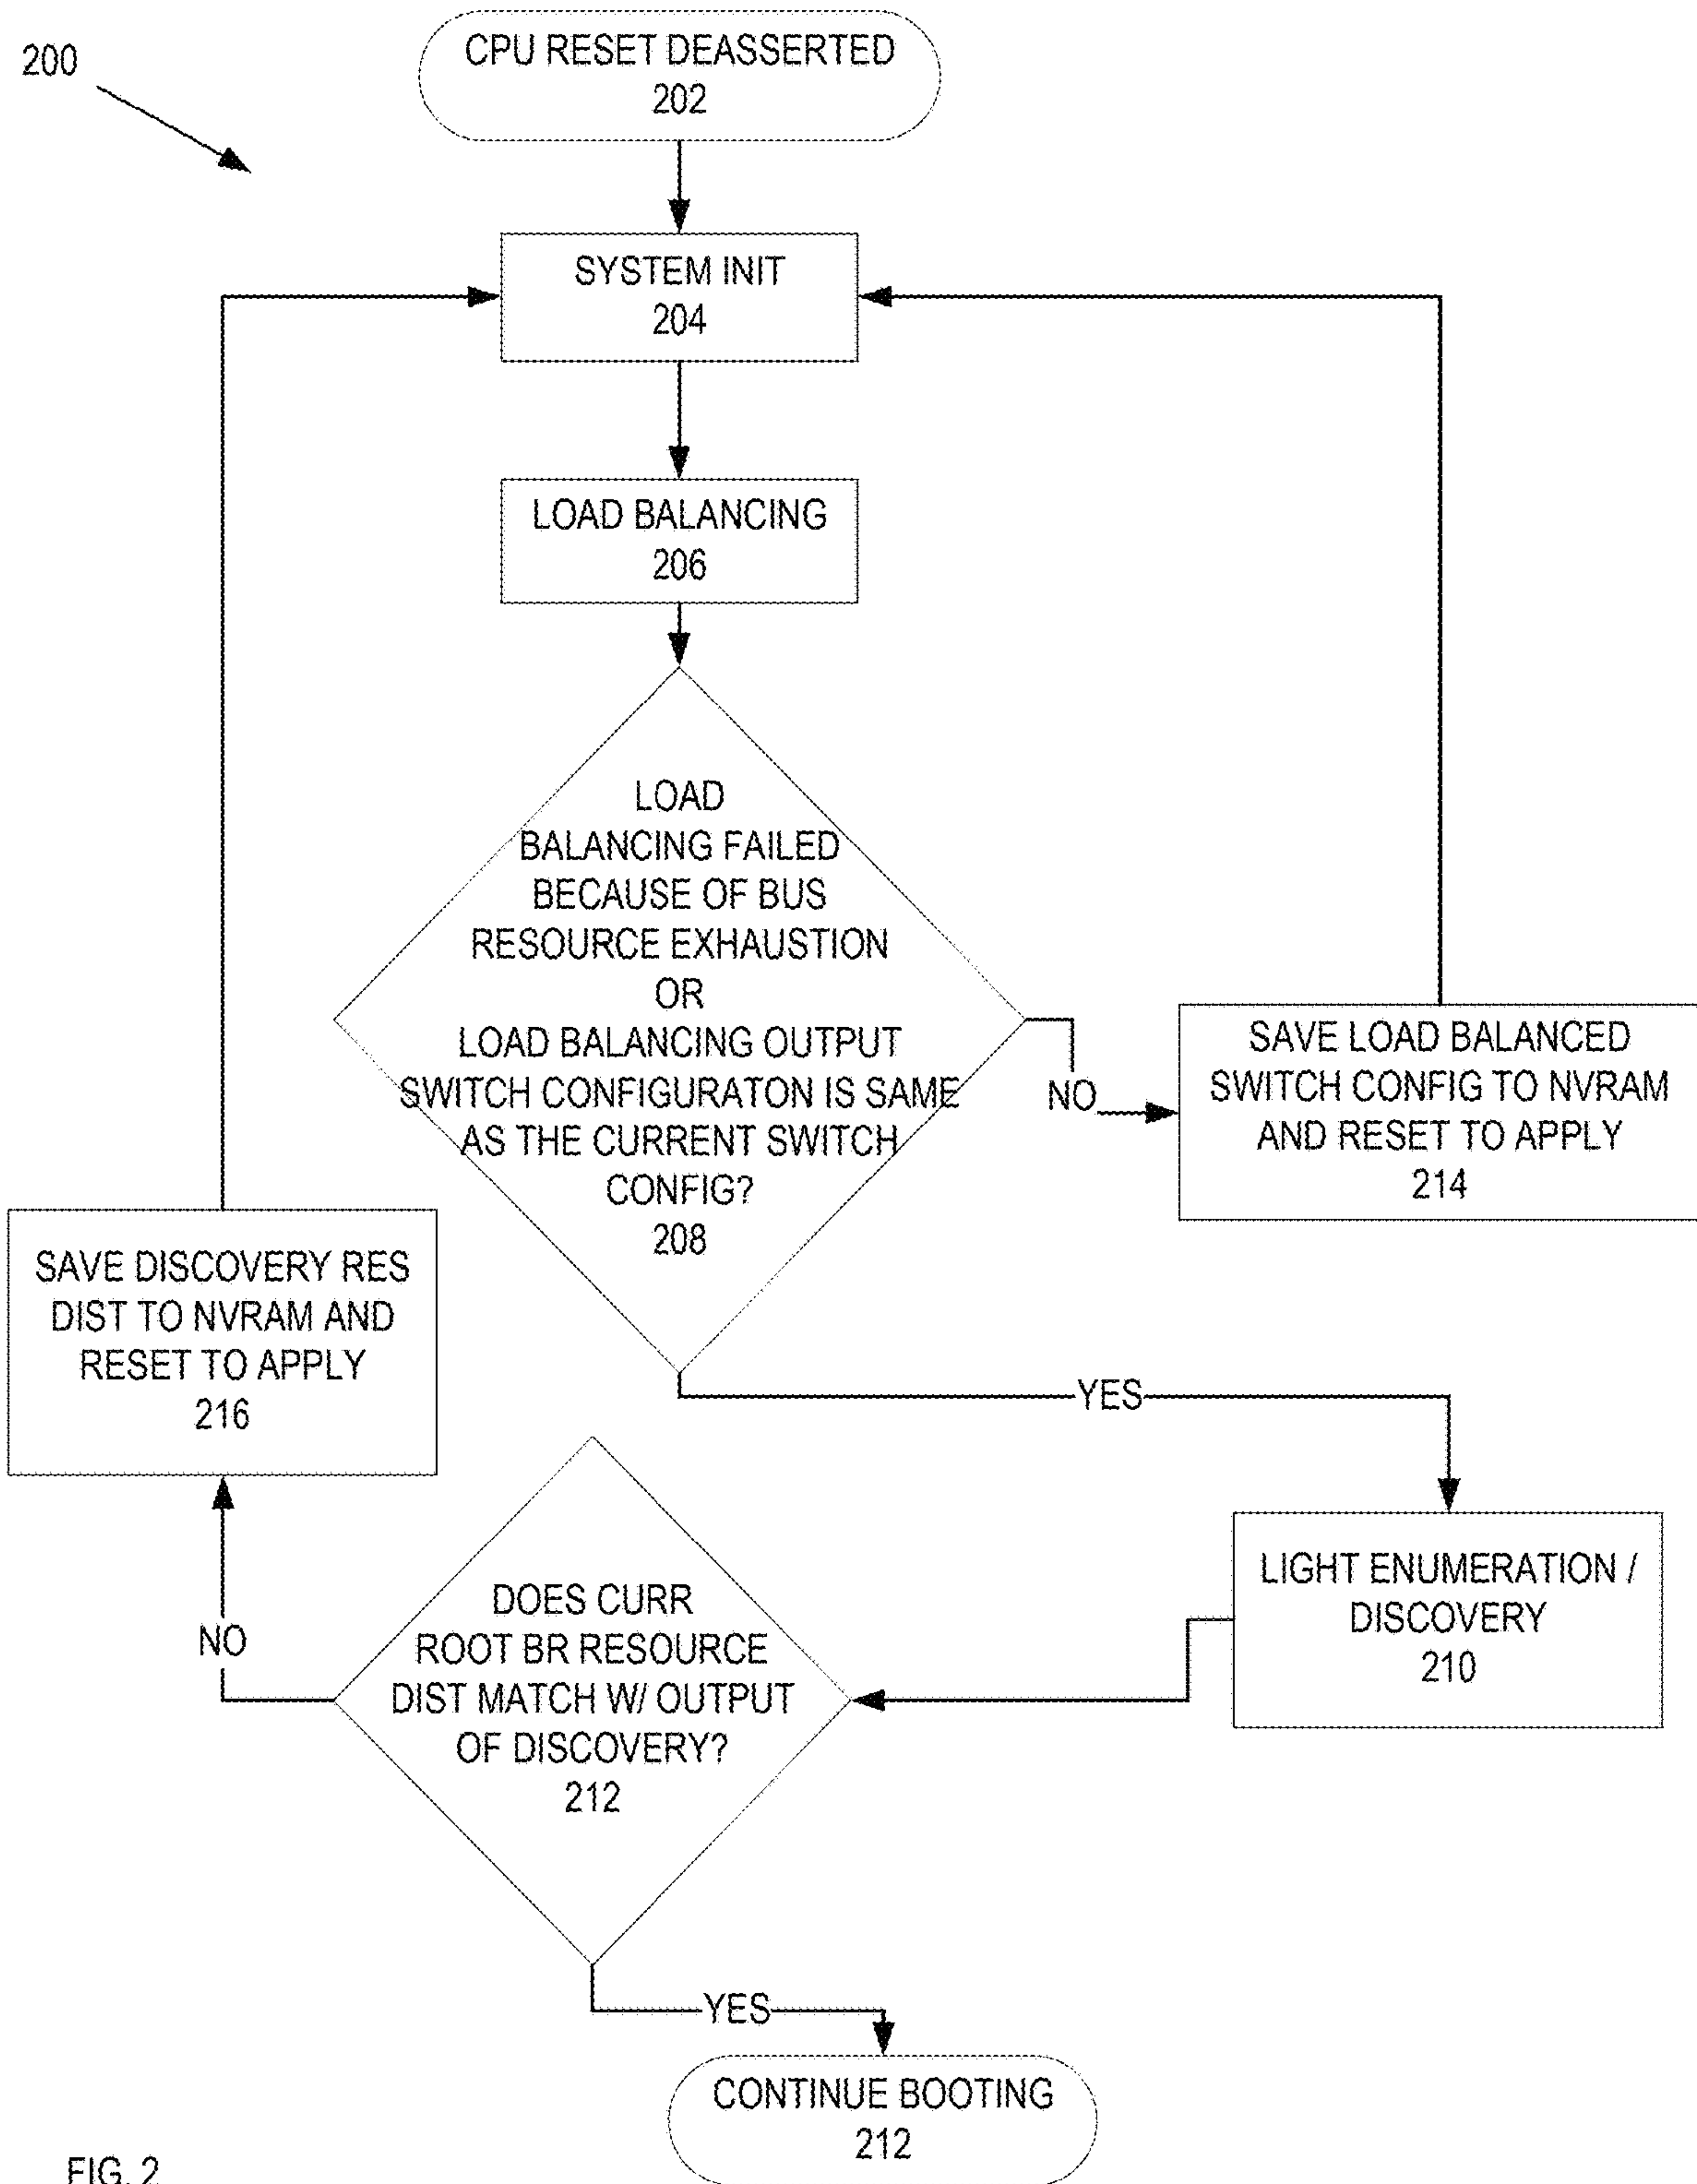 200
CPU RESET DEASSERTED
202
SYSTEM INIT
204
LOAD BALANCING
206
LOAD
BALANCING FAILED
BECAUSE OF BUS
RESOURCE EXHAUSTION
OR
LOAD BALANCING OUTPUT
SWITCH CONFIGURATON IS SAME
AS THE CURRENT SWITCH
CONFIG?
208
NO
SAVE LOAD BALANCED
SWITCH CONFIG TO NVRAM
AND RESET TO APPLY
214
SAVE DISCOVERY RES
DIST TO NVRAM AND
RESET TO APPLY
216
YES
LIGHT ENUMERATION /
DISCOVERY
210
DOES CURR
ROOT BR RESOURCE
DIST MATCH W/ OUTPUT
OF DISCOVERY?
212
NO
YES
CONTINUE BOOTING
212
FIG. 2